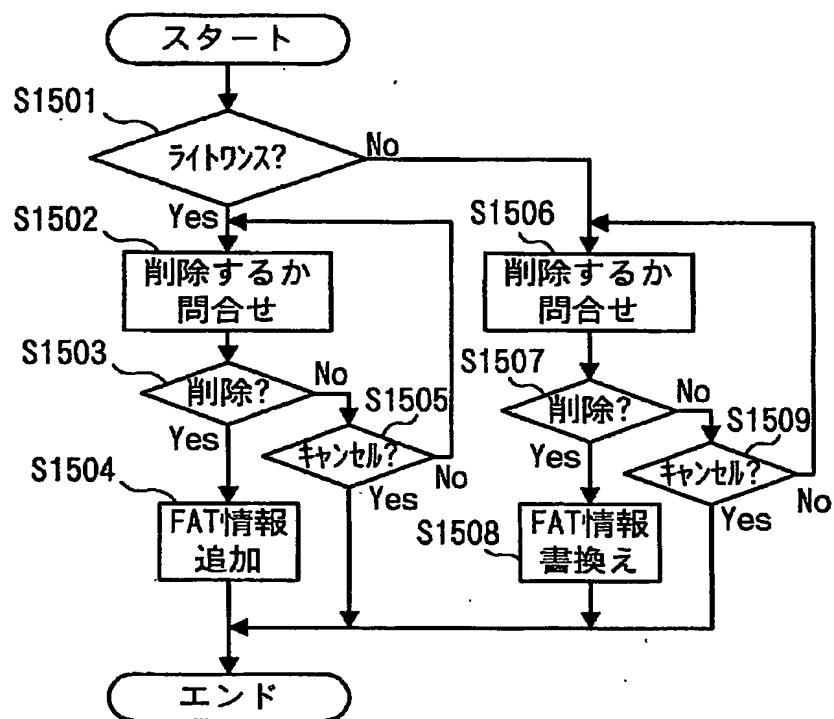 スタート
S1501
ライトワンス?
No
Yes
S1502
削除するか
問合せ
S1503
削除?
No
Yes
S1505
キャンセル?
No
Yes
S1504
FAT情報
追加
S1506
削除するか
問合せ
S1507
削除?
No
Yes
S1509
キャンセル?
No
Yes
S1508
FAT情報
書換え
エンド